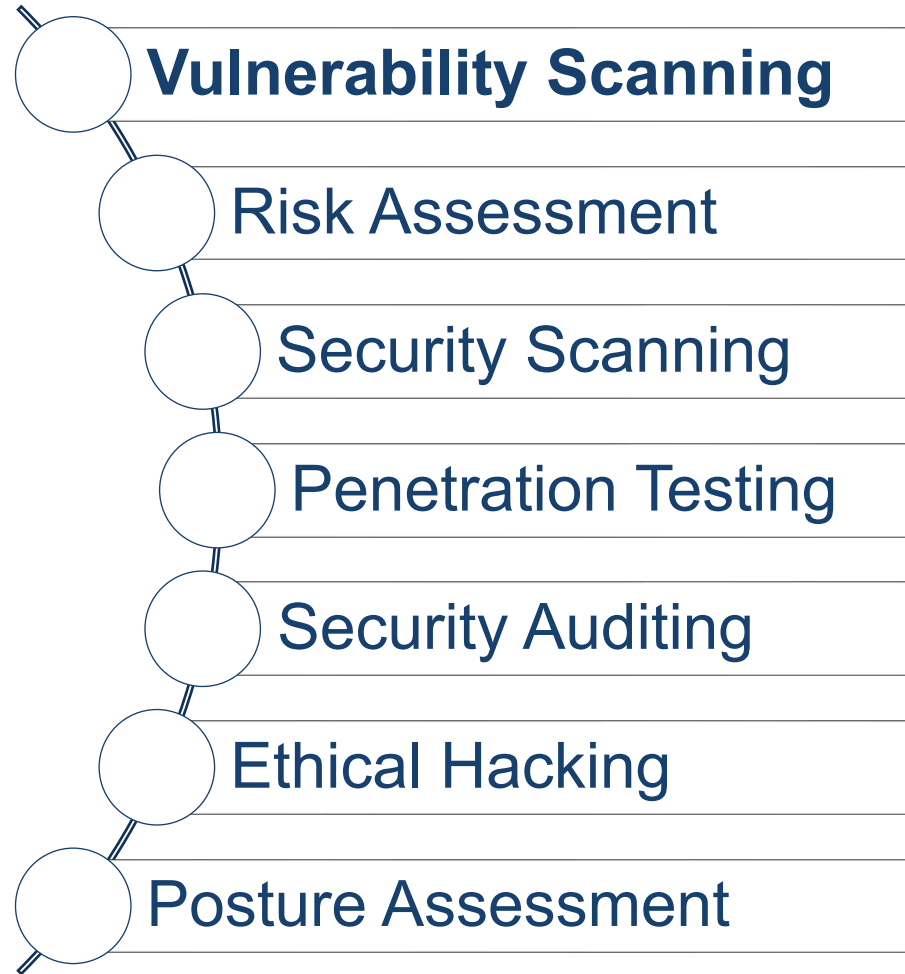 Vulnerability Scanning
Risk Assessment
Security Scanning
Penetration Testing
Security Auditing
Ethical Hacking
Posture Assessment